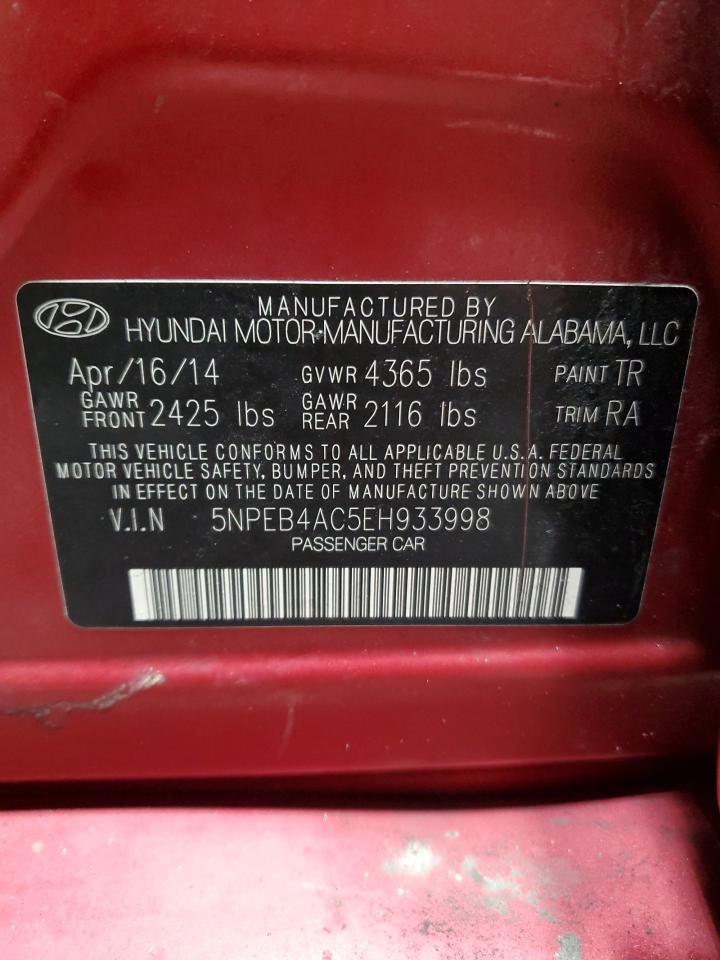 MANUFACTURED BY
HYUNDAI MOTOR MANUFACTURING ALABAMA, LLC
Apr/16/14 GVWR 4365 lbs PAINT TR
GAWR FRONT 2425 lbs GAWR REAR 2116 lbs TRIM RA
THIS VEHICLE CONFORMS TO ALL APPLICABLE U.S.A. FEDERAL
MOTOR VEHICLE SAFETY, BUMPER, AND THEFT PREVENTION STANDARDS
IN EFFECT ON THE DATE OF MANUFACTURE SHOWN ABOVE
V.I.N 5NPEB4AC5EH933998
PASSENGER CAR